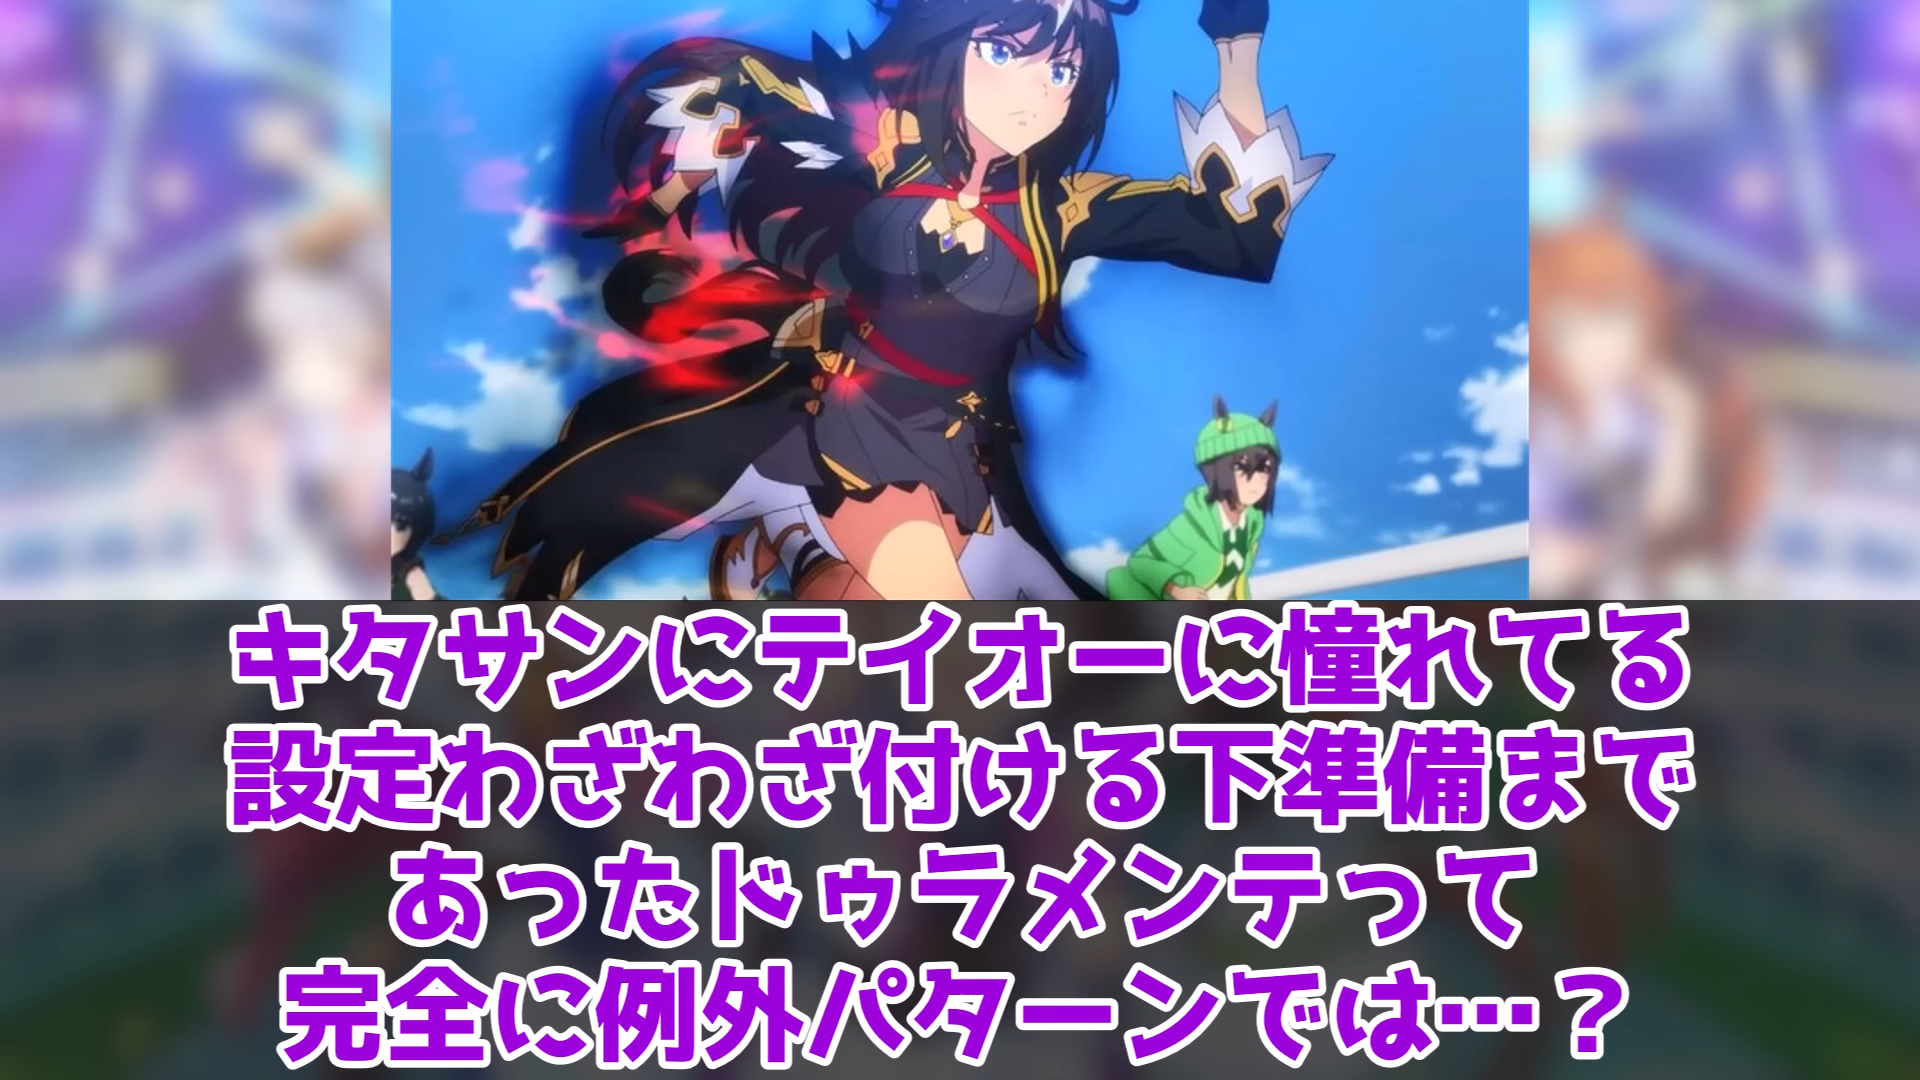 キタサンにテイオーに憧れてる
設定わざわざ付ける下準備まで
あったドゥラメンテって
完全に例外パターンでは…？